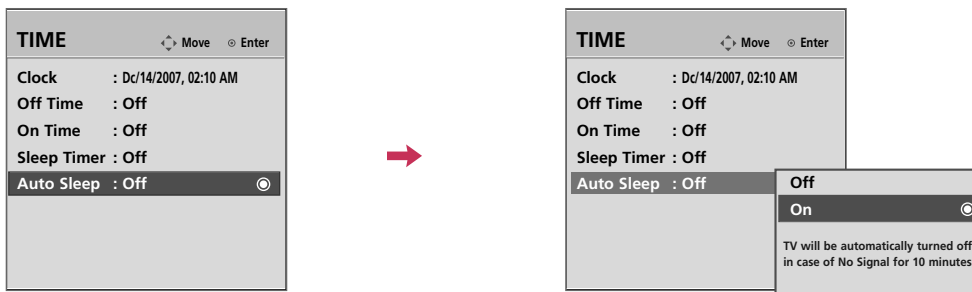 TIME Move Enter
Clock : Dc/14/2007, 02:10 AM
Off Time : Off
On Time : Off
Sleep Timer : Off
Auto Sleep : Off
TIME Move Enter
Clock : Dc/14/2007, 02:10 AM
Off Time : Off
On Time : Off
Sleep Timer : Off
Auto Sleep : Off
Off
On
TV will be automatically turned off
in case of No Signal for 10 minutes